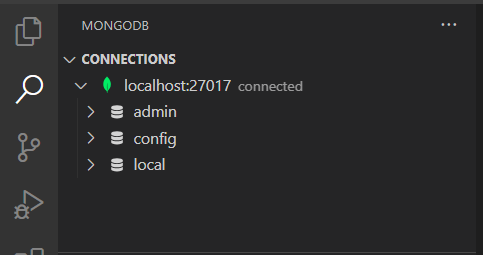 MONGODB
CONNECTIONS
localhost:27017 connected
admin
config
local